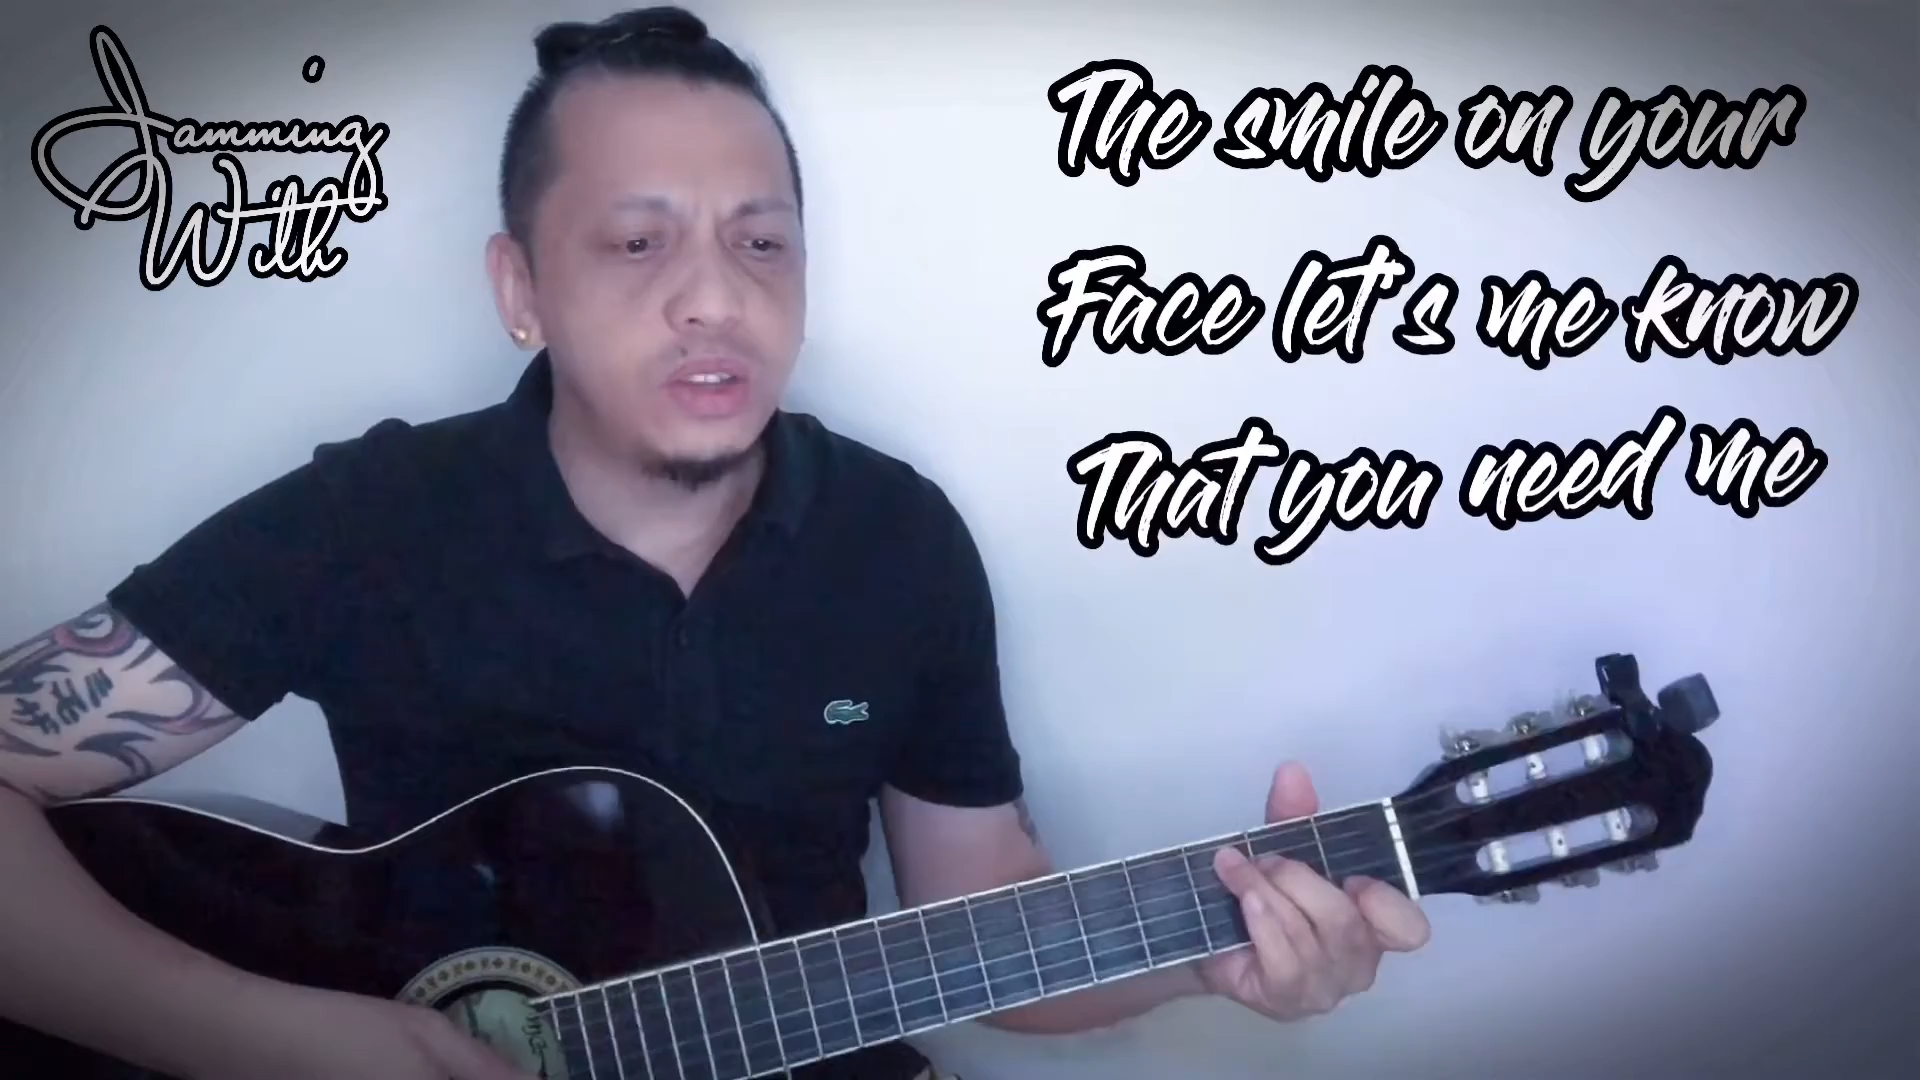 Jamming
With
The smile on your
Face let's me know
That you need me